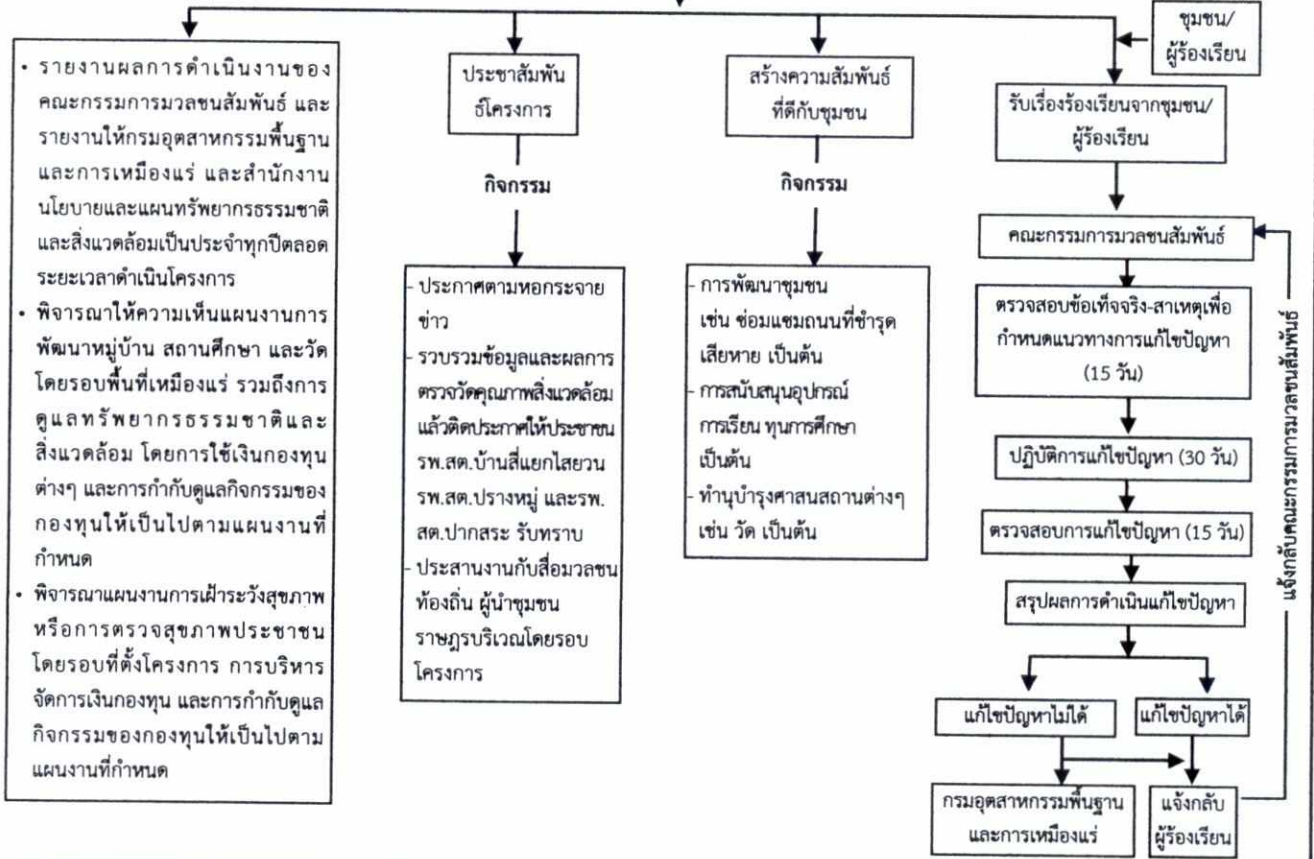 • รายงานผลการดำเนินงานของ
คณะกรรมการมวลชนสัมพันธ์ และ
รายงานให้กรมอุตสาหกรรมพื้นฐาน
และการเหมืองแร่ และสำนักงาน
นโยบายและแผนทรัพยากรธรรมชาติ
และสิ่งแวดล้อมเป็นประจำทุกปีตลอด
ระยะเวลาดำเนินโครงการ
• พิจารณาให้ความเห็นแผนงานการ
พัฒนาหมู่บ้าน สถานศึกษา และวัด
โดยรอบพื้นที่เหมืองแร่ รวมถึงการ
ดูแลทรัพยากรธรรมชาติและ
สิ่งแวดล้อม โดยการใช้เงินกองทุน
ต่างๆ และการกำกับดูแลกิจกรรมของ
กองทุนให้เป็นไปตามแผนงานที่
กำหนด
• พิจารณาแผนงานการเฝ้าระวังสุขภาพ
หรือการตรวจสุขภาพประชาชน
โดยรอบที่ตั้งโครงการ การบริหาร
จัดการเงินกองทุน และการกำกับดูแล
กิจกรรมของกองทุนให้เป็นไปตาม
แผนงานที่กำหนด
ประชาสัมพัน
ธ์โครงการ
กิจกรรม
- ประกาศตามหอกระจาย
ข่าว
- รวบรวมข้อมูลและผลการ
ตรวจวัดคุณภาพสิ่งแวดล้อม
แล้วติดประกาศให้ประชาชน
รพ.สต.บ้านสี่แยกไสยวน
รพ.สต.ปรางหมู่ และรพ.
สต.ปากสระ รับทราบ
- ประสานงานกับสื่อมวลชน
ท้องถิ่น ผู้นำชุมชน
ราษฎรบริเวณโดยรอบ
โครงการ
สร้างความสัมพันธ์
ที่ดีกับชุมชน
กิจกรรม
- การพัฒนาชุมชน
เช่น ซ่อมแซมถนนที่ชำรุด
เสียหาย เป็นต้น
- การสนับสนุนอุปกรณ์
การเรียน ทุนการศึกษา
เป็นต้น
- ทำนุบำรุงศาสนสถานต่างๆ
เช่น วัด เป็นต้น
ชุมชน/
ผู้ร้องเรียน
รับเรื่องร้องเรียนจากชุมชน/
ผู้ร้องเรียน
คณะกรรมการมวลชนสัมพันธ์
ตรวจสอบข้อเท็จจริง-สาเหตุเพื่อ
กำหนดแนวทางการแก้ไขปัญหา
(15 วัน)
ปฏิบัติการแก้ไขปัญหา (30 วัน)
ตรวจสอบการแก้ไขปัญหา (15 วัน)
สรุปผลการดำเนินแก้ไขปัญหา
แก้ไขปัญหาไม่ได้
แก้ไขปัญหาได้
กรมอุตสาหกรรมพื้นฐาน
และการเหมืองแร่
แจ้งกลับ
ผู้ร้องเรียน
แจ้งกลับคณะกรรมการมวลชนสัมพันธ์